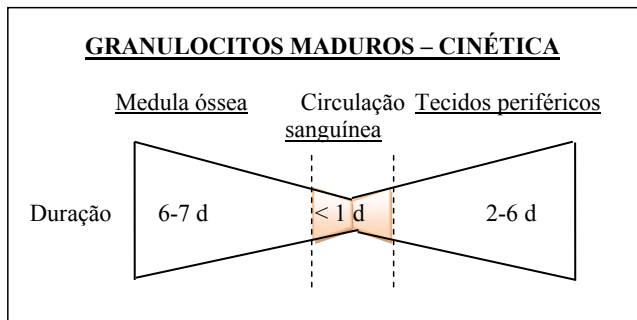 GRANULOCITOS MADUROS – CINÉTICA
Medula óssea Circulação Tecidos periféricos
sanguínea
Duração 6-7 d < 1 d 2-6 d